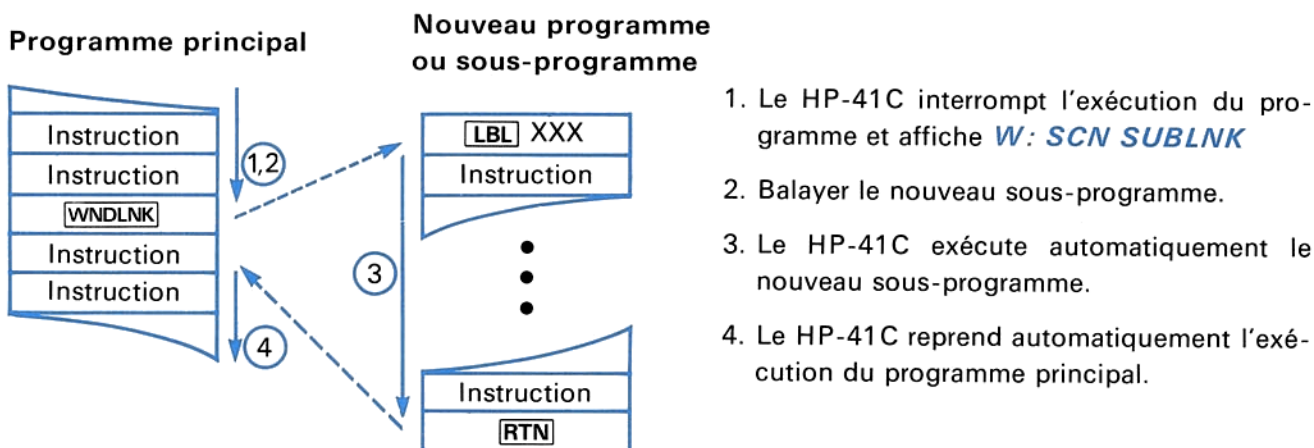 Programme principal
Instruction
Instruction
WNDLNK
Instruction
Instruction
1,2
4
Nouveau programme
ou sous-programme
LBL XXX
Instruction
3
Instruction
RTN
1. Le HP-41C interrompt l'exécution du pro-
gramme et affiche W: SCN SUBLNK
2. Balayer le nouveau sous-programme.
3. Le HP-41C exécute automatiquement le
nouveau sous-programme.
4. Le HP-41C reprend automatiquement l'exé-
cution du programme principal.